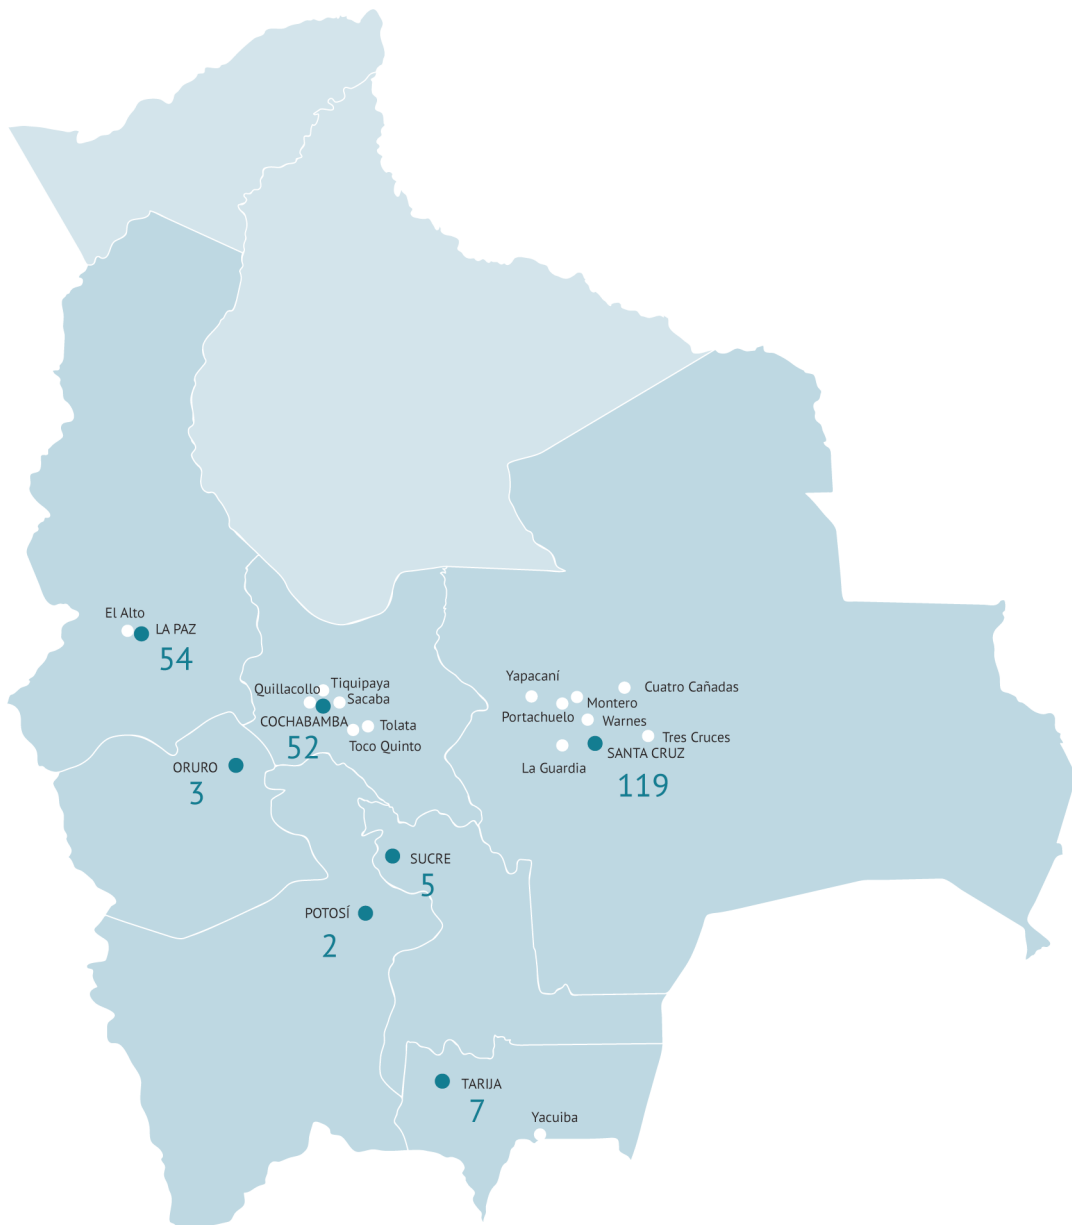 El Alto
LA PAZ
54
Tiquipaya
Quillacollo
Sacaba
COCHABAMBA
Tolata
52
Toco Quinto
Yapacaní
Cuatro Cañadas
Montero
Portachuelo
Warnes
Tres Cruces
SANTA CRUZ
La Guardia
119
ORURO
3
SUCRE
5
POTOSÍ
2
TARIJA
7
Yacuiba